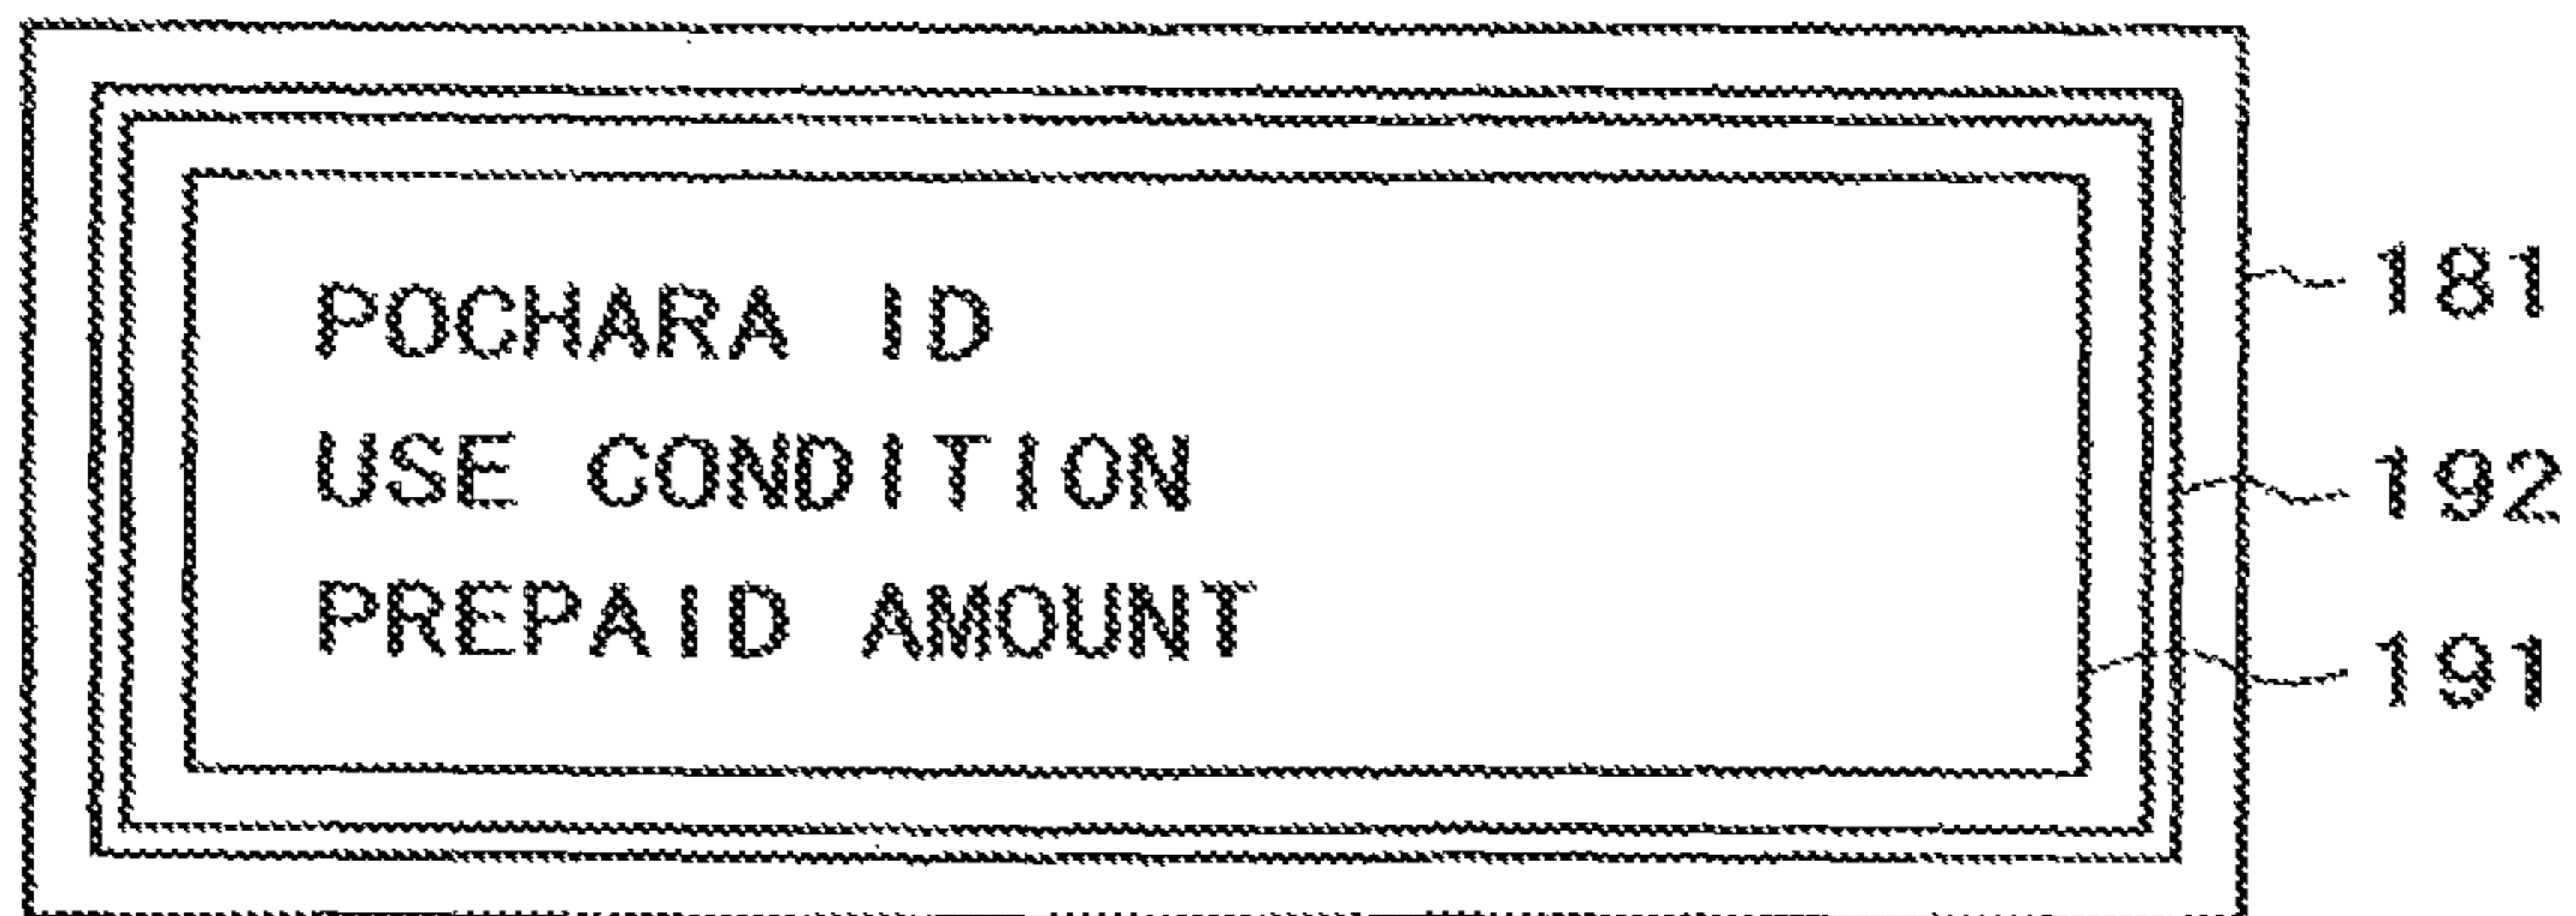 POCHARA ID
181
USE CONDITION
192
PREPAID AMOUNT
191